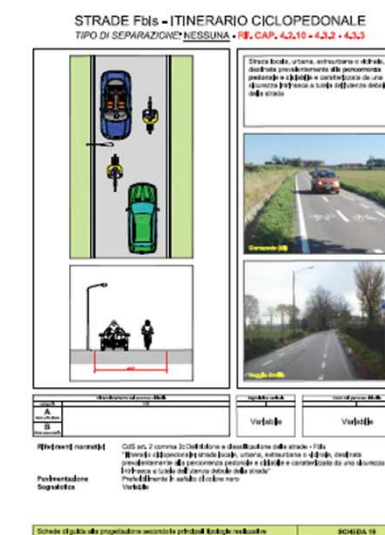 STRADE Fbis - ITINERARIO CICLOPEDONALE
TIPO DI SEPARAZIONE: NESSUNA - RIF. CAP. 4.2.10 - 4.3.2 - 4.3.3
Strada locale, urbana, extraurbana o vicinale,
destinata prevalentemente alla percorrenza
pedonale e ciclabile e caratterizzata da una
sicurezza intrinseca a tutela dell'utenza debole
della strada
A
B
Variabile
Variabile
Riferimenti normativi
CdS art. 2 comma 3: Definizione e classificazione delle strade - Fbis
"Itinerario ciclopedonale: strada locale, urbana, extraurbana o vicinale, destinata
prevalentemente alla percorrenza pedonale e ciclabile e caratterizzata da una sicurezza
intrinseca a tutela dell'utenza debole della strada"
Pavimentazione
Preferibilmente in asfalto di colore nero
Segnaletica
Variabile
Schede di guida alla progettazione secondo le principali tipologie realizzative
SCHEDA 19